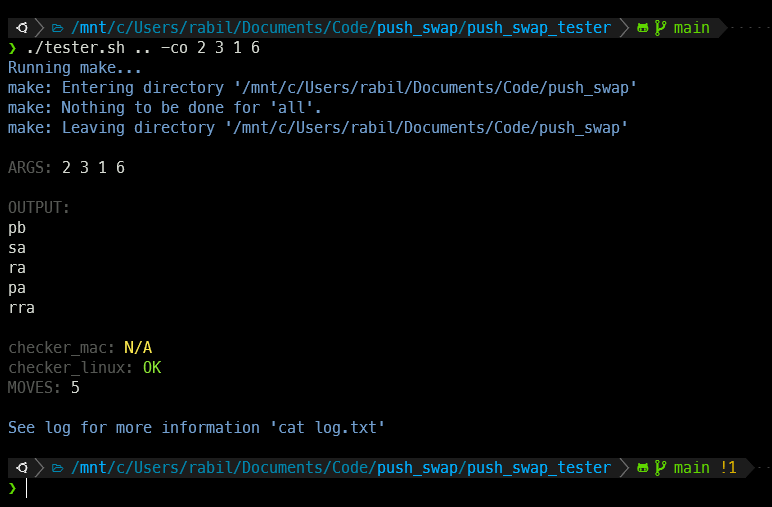 /mnt/c/Users/rabil/Documents/Code/push_swap/push_swap_tester main
❯ ./tester.sh .. -co 2 3 1 6
Running make...
make: Entering directory '/mnt/c/Users/rabil/Documents/Code/push_swap'
make: Nothing to be done for 'all'.
make: Leaving directory '/mnt/c/Users/rabil/Documents/Code/push_swap'
ARGS: 2 3 1 6
OUTPUT:
pb
sa
ra
pa
rra
checker_mac: N/A
checker_linux: OK
MOVES: 5
See log for more information 'cat log.txt'
/mnt/c/Users/rabil/Documents/Code/push_swap/push_swap_tester main !1
❯